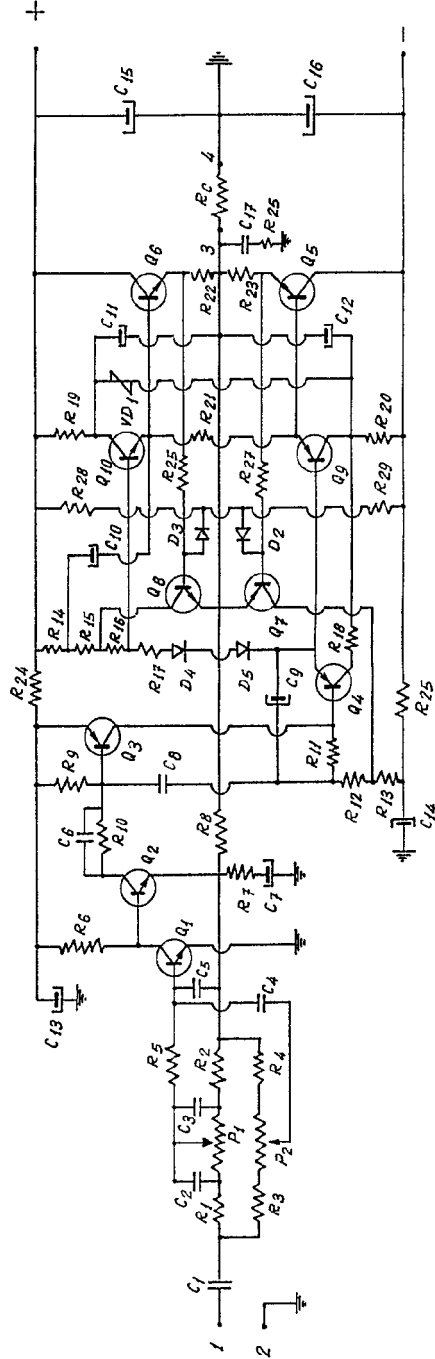 +
–
C13
R24
R14
C10
R28
R19
C11
Q6
C15
R6
C6
R9
Q3
R15
R16
Q10
VD1
R10
Q2
C8
R17
D4
Q8
D3
R25
R21
R22
3
RC
4
R5
Q1
C2
C3
C5
1
C1
R1
P1
R2
R8
D5
R23
C17
R25
2
R3
P2
R4
C4
R7
C7
C9
Q7
D2
R27
Q5
C12
C16
R11
Q4
R18
Q9
R12
R13
C14
R25
R29
R20